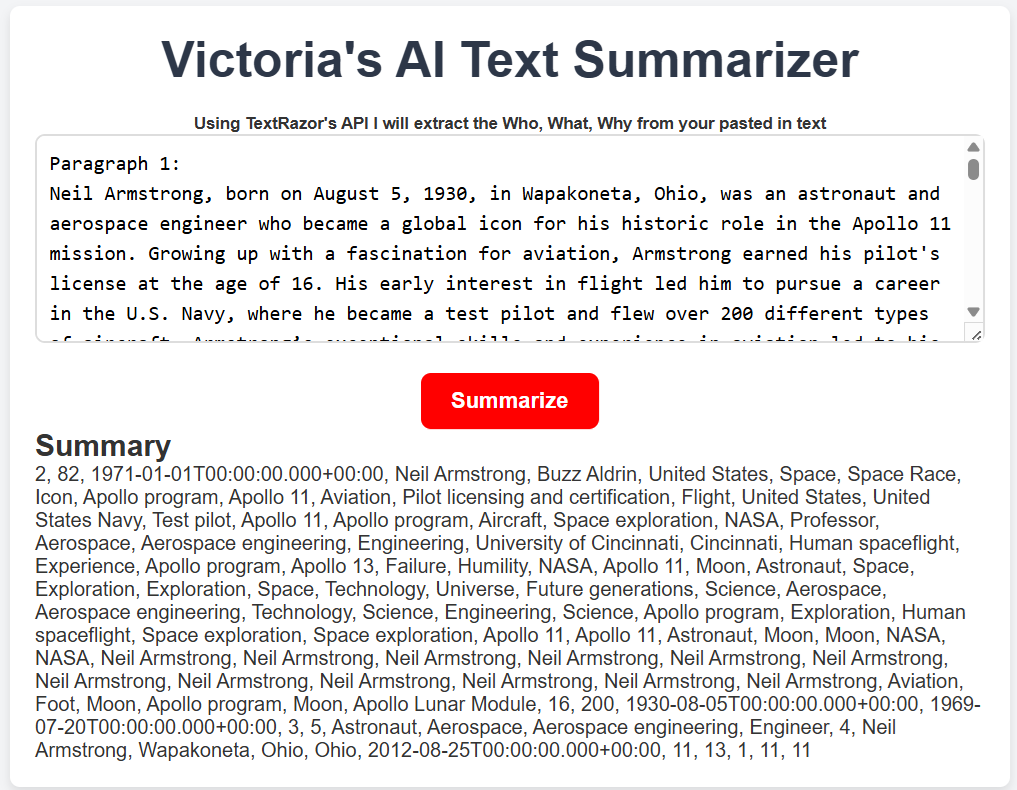 Victoria's AI Text Summarizer
Using TextRazor's API I will extract the Who, What, Why from your pasted in text
Paragraph 1:
Neil Armstrong, born on August 5, 1930, in Wapakoneta, Ohio, was an astronaut and
aerospace engineer who became a global icon for his historic role in the Apollo 11
mission. Growing up with a fascination for aviation, Armstrong earned his pilot's
license at the age of 16. His early interest in flight led him to pursue a career
in the U.S. Navy, where he became a test pilot and flew over 200 different types
of aircraft. Armstrong's exceptional skills and experience in aviation led to his
Summarize
Summary
2, 82, 1971-01-01T00:00:00.000+00:00, Neil Armstrong, Buzz Aldrin, United States, Space, Space Race,
Icon, Apollo program, Apollo 11, Aviation, Pilot licensing and certification, Flight, United States, United
States Navy, Test pilot, Apollo 11, Apollo program, Aircraft, Space exploration, NASA, Professor,
Aerospace, Aerospace engineering, Engineering, University of Cincinnati, Cincinnati, Human spaceflight,
Experience, Apollo program, Apollo 13, Failure, Humility, NASA, Apollo 11, Moon, Astronaut, Space,
Exploration, Exploration, Space, Technology, Universe, Future generations, Science, Aerospace,
Aerospace engineering, Technology, Science, Engineering, Science, Apollo program, Exploration, Human
spaceflight, Space exploration, Space exploration, Apollo 11, Apollo 11, Astronaut, Moon, Moon, NASA,
NASA, Neil Armstrong, Neil Armstrong, Neil Armstrong, Neil Armstrong, Neil Armstrong, Neil Armstrong,
Neil Armstrong, Neil Armstrong, Neil Armstrong, Neil Armstrong, Neil Armstrong, Neil Armstrong, Aviation,
Foot, Moon, Apollo program, Moon, Apollo Lunar Module, 16, 200, 1930-08-05T00:00:00.000+00:00, 1969-
07-20T00:00:00.000+00:00, 3, 5, Astronaut, Aerospace, Aerospace engineering, Engineer, 4, Neil
Armstrong, Wapakoneta, Ohio, Ohio, 2012-08-25T00:00:00.000+00:00, 11, 13, 1, 11, 11